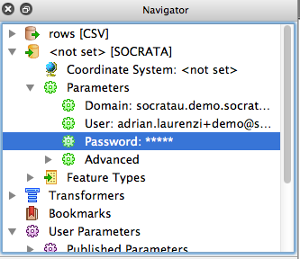 Navigator
rows [CSV]
<not set> [SOCRATA]
Coordinate System: <not set>
Parameters
Domain: socratau.demo.socrat...
User: adrian.laurenzi+demo@s...
Password: *****
Advanced
Feature Types
Transformers
Bookmarks
User Parameters
Published Parameters